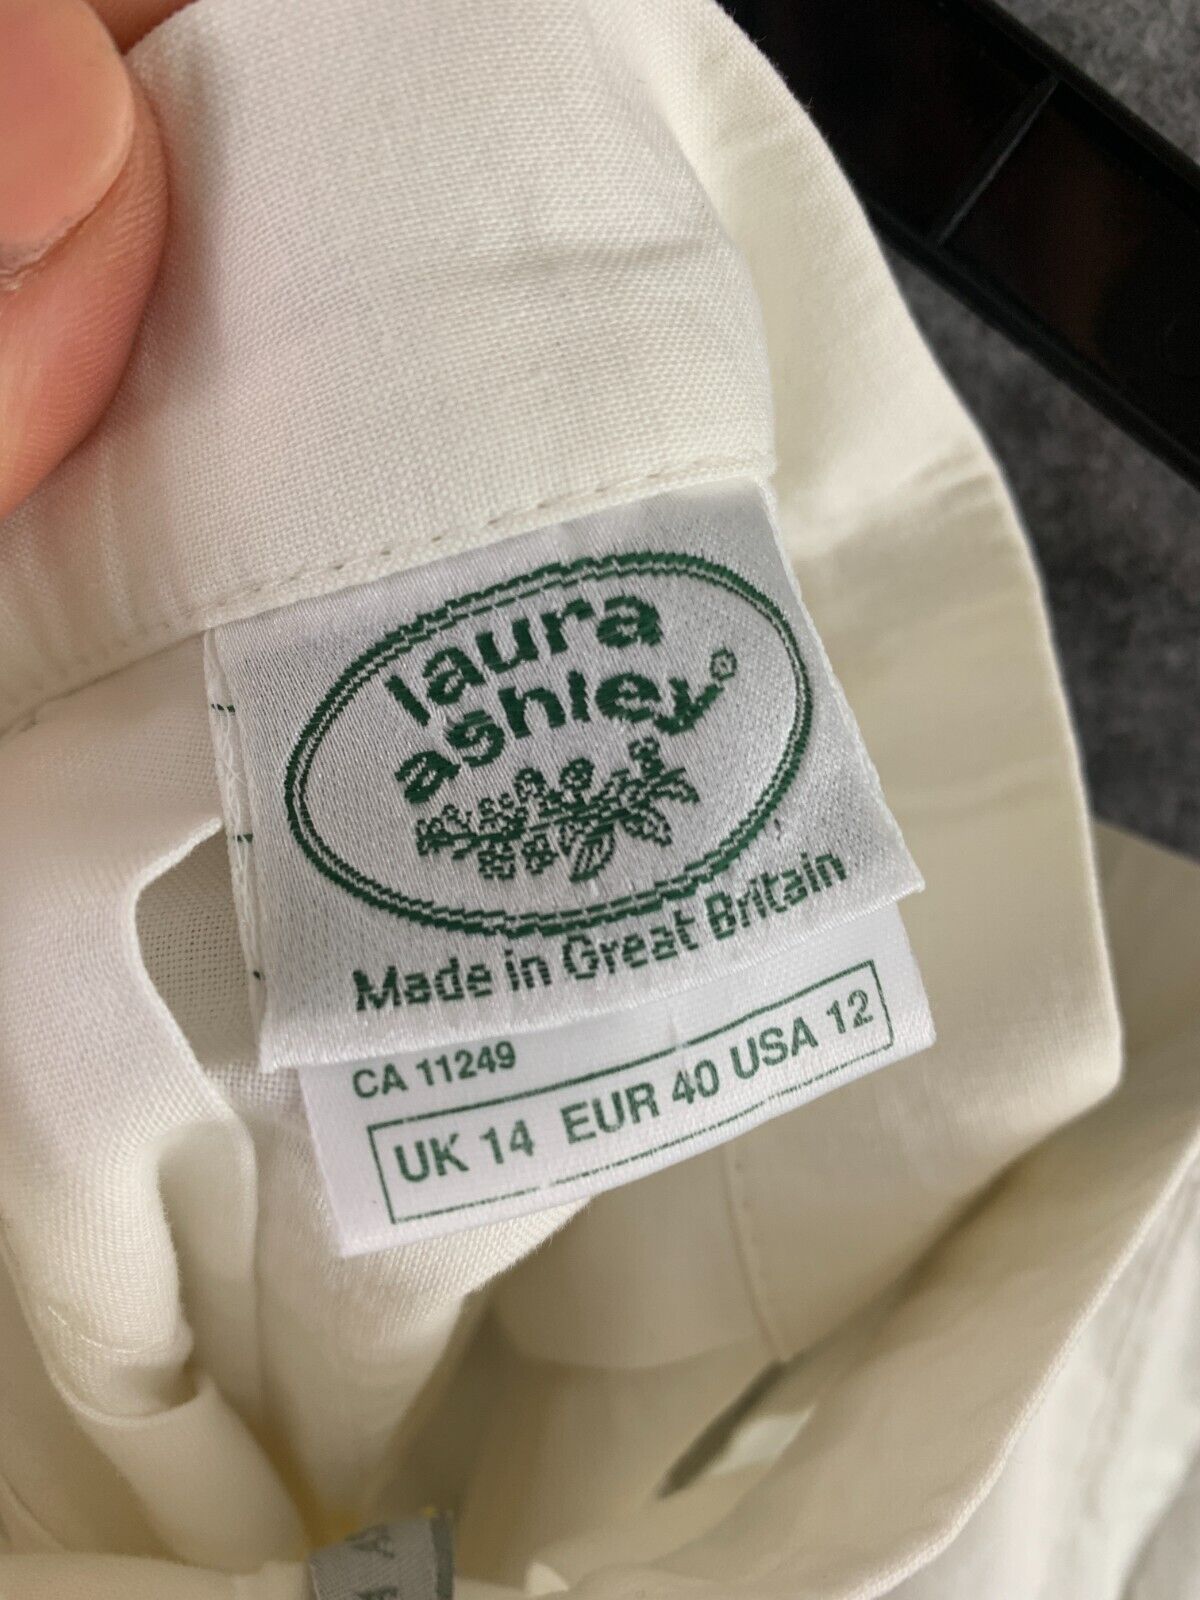 laura
ashley®
Made in Great Britain
CA 11249
UK 14 EUR 40 USA 12